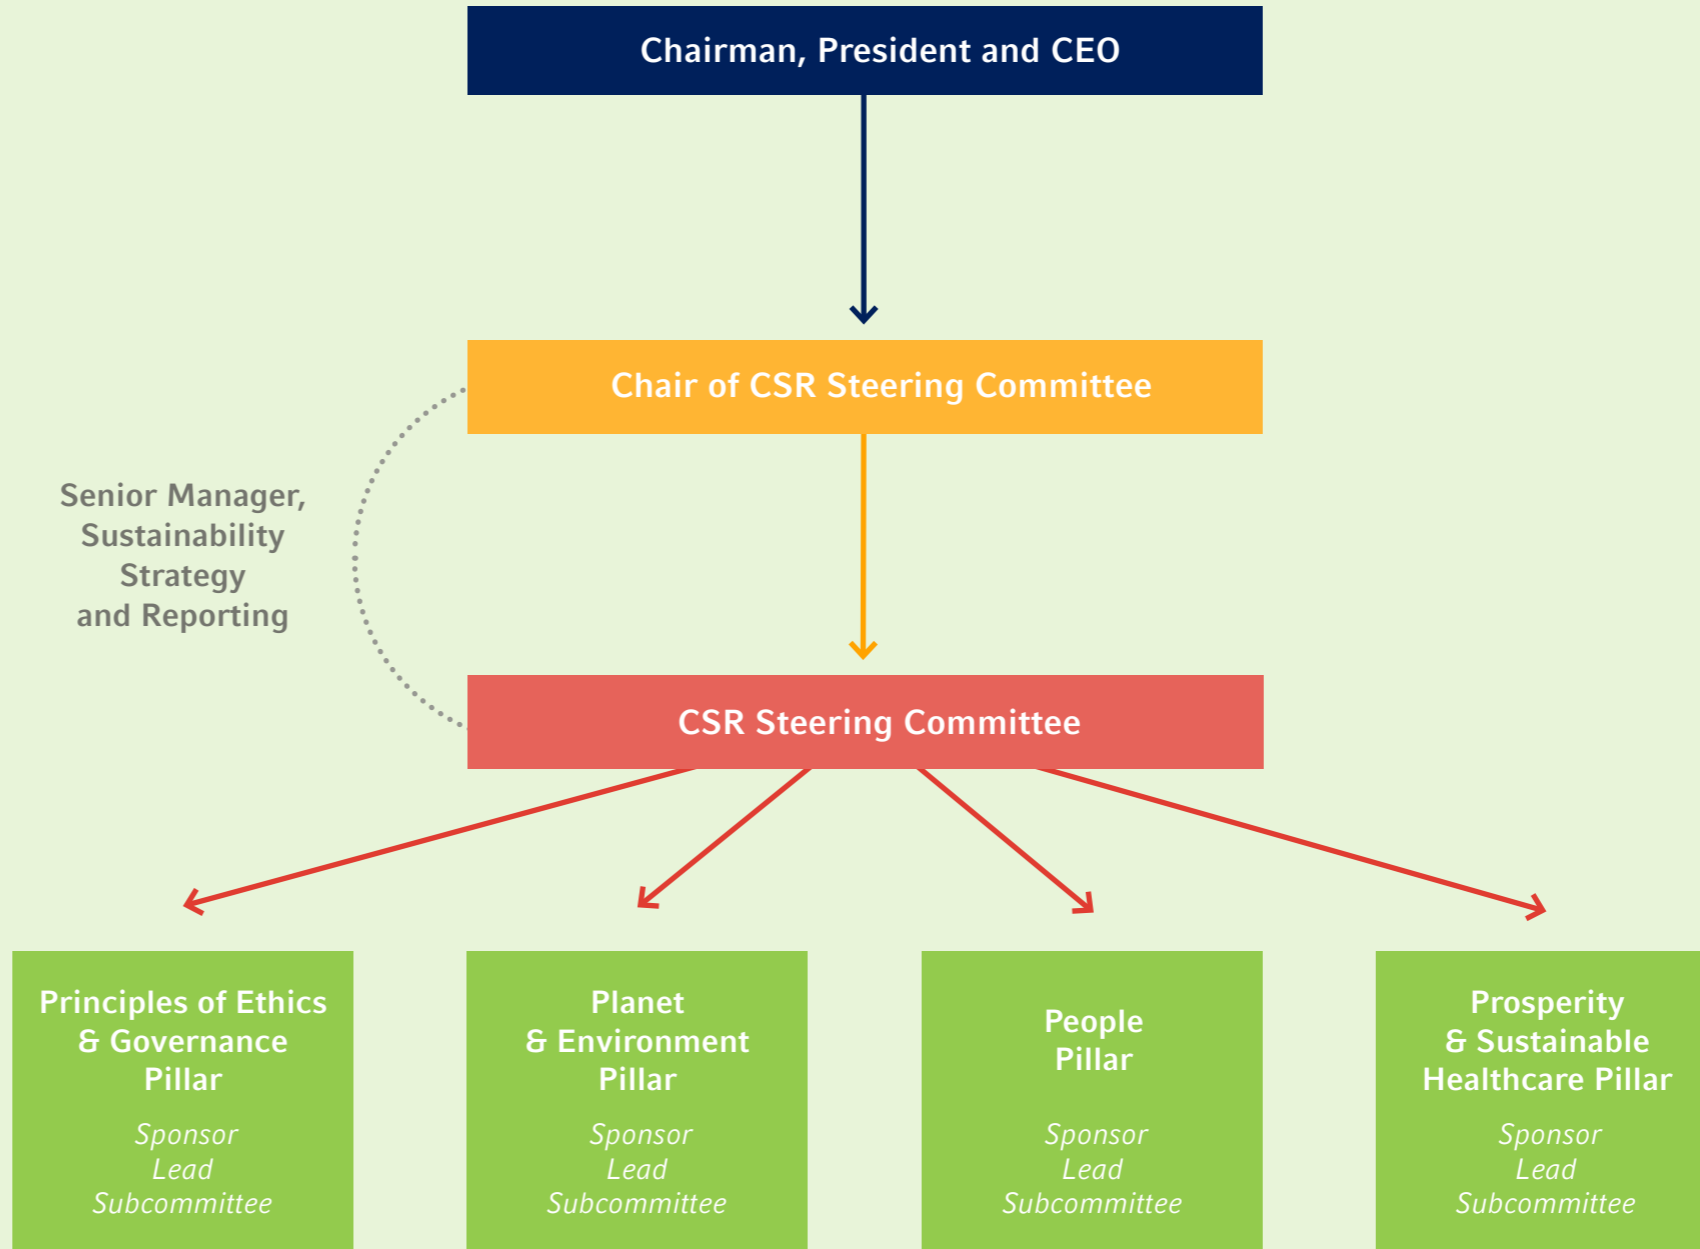 Chairman, President and CEO
Chair of CSR Steering Committee
Senior Manager,
Sustainability
Strategy
and Reporting
CSR Steering Committee
Principles of Ethics
& Governance
Pillar
Sponsor
Lead
Subcommittee
Planet
& Environment
Pillar
Sponsor
Lead
Subcommittee
People
Pillar
Sponsor
Lead
Subcommittee
Prosperity
& Sustainable
Healthcare Pillar
Sponsor
Lead
Subcommittee